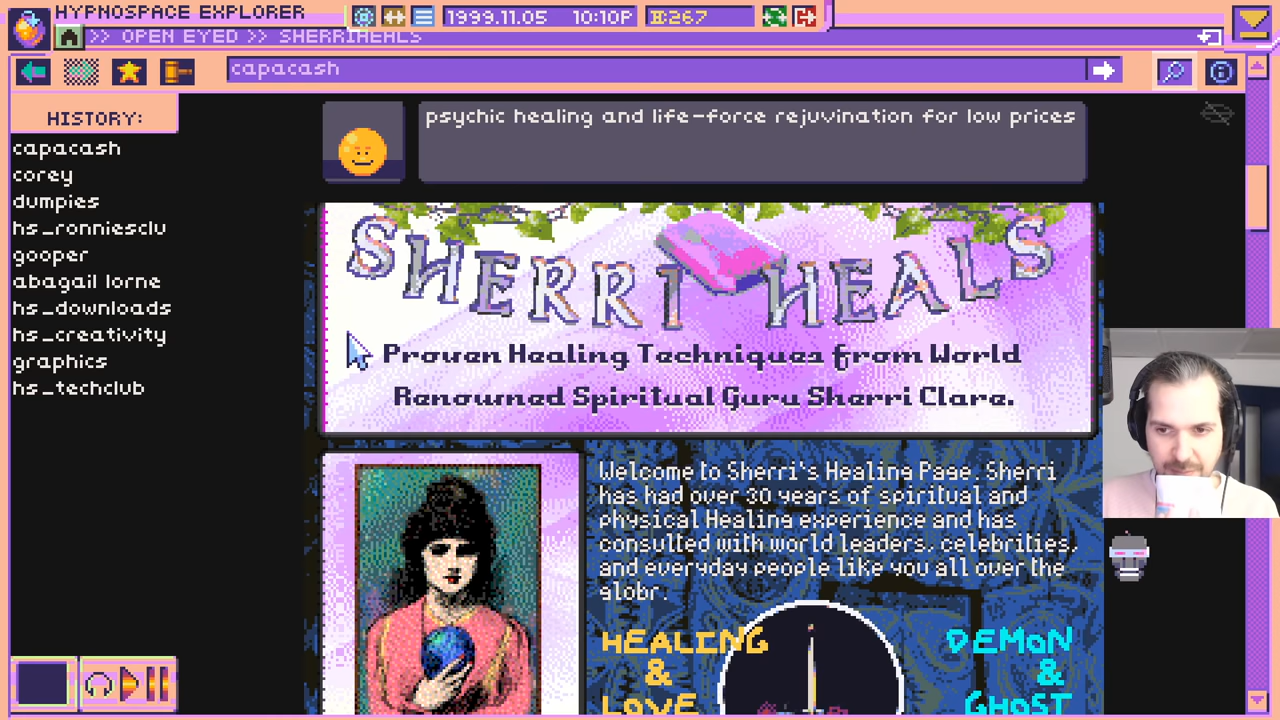 HYPNOSPACE EXPLORER
1999.11.05 10:10P
267
>> OPEN EYED >> SHERRIHEALS
capacash
HISTORY:
capacash
corey
dumpies
hs_ronniesclu
gooper
abagail lorne
hs_downloads
hs_creativity
graphics
hs_techclub
psychic healing and life-force rejuvination for low prices
SHERRI HEALS
Proven Healing Techniques from World
Renowned Spiritual Guru Sherri Clare.
Welcome to Sherri's Healing Page. Sherri
has had over 30 years of spiritual and
physical Healing experience and has
consulted with world leaders, celebrities,
and everyday people like you all over the
globr.
HEALING
&
LOVE
DEMON
&
GHOST